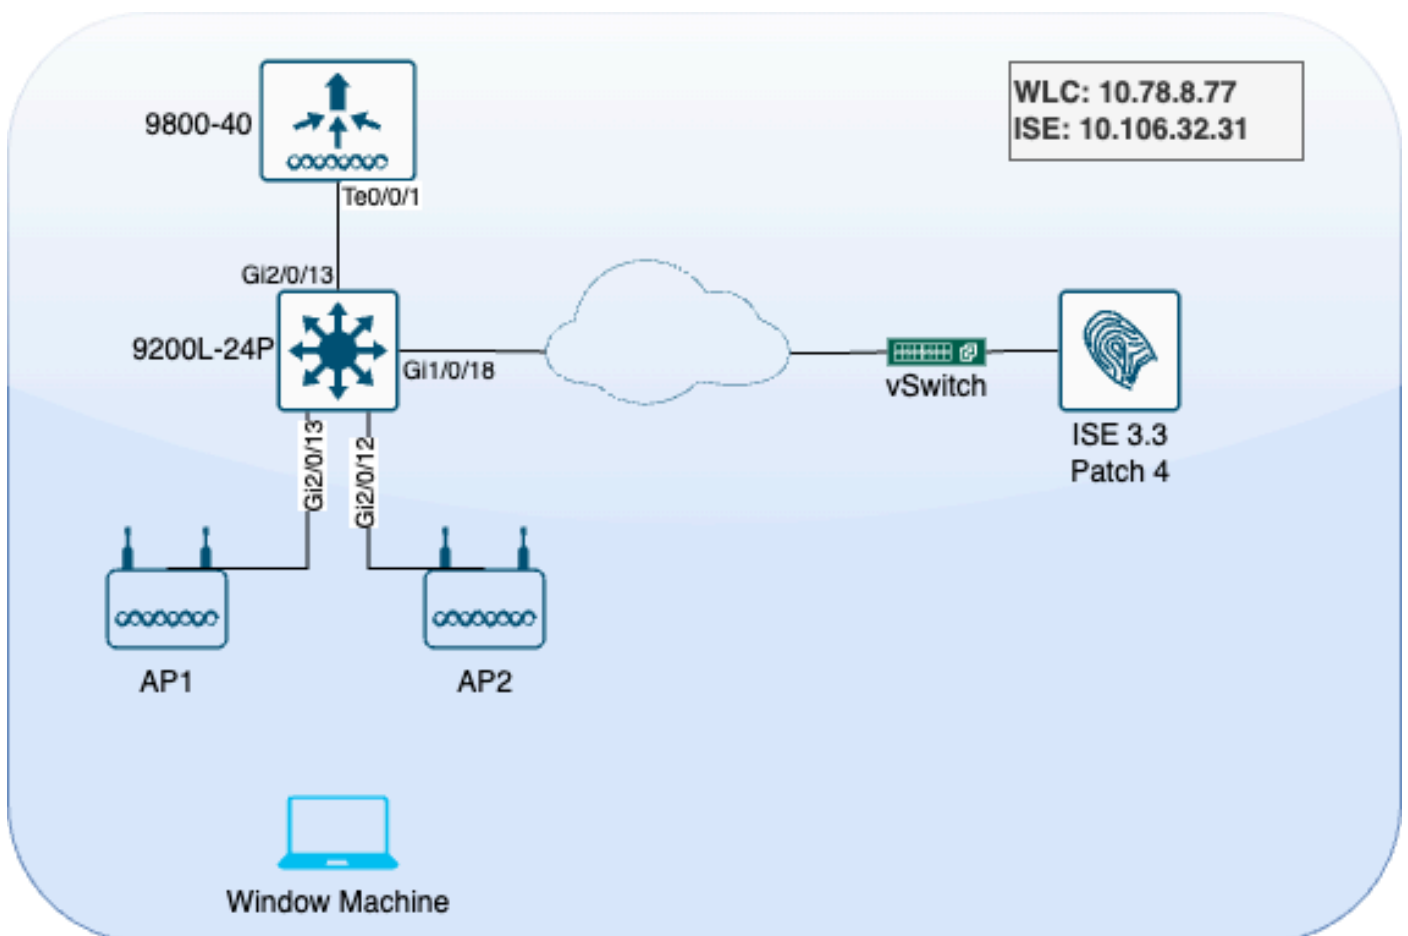 WLC: 10.78.8.77
ISE: 10.106.32.31
9800-40
Te0/0/1
Gi2/0/13
9200L-24P
Gi1/0/18
vSwitch
ISE 3.3
Patch 4
Gi2/0/13
Gi2/0/12
AP1
AP2
Window Machine